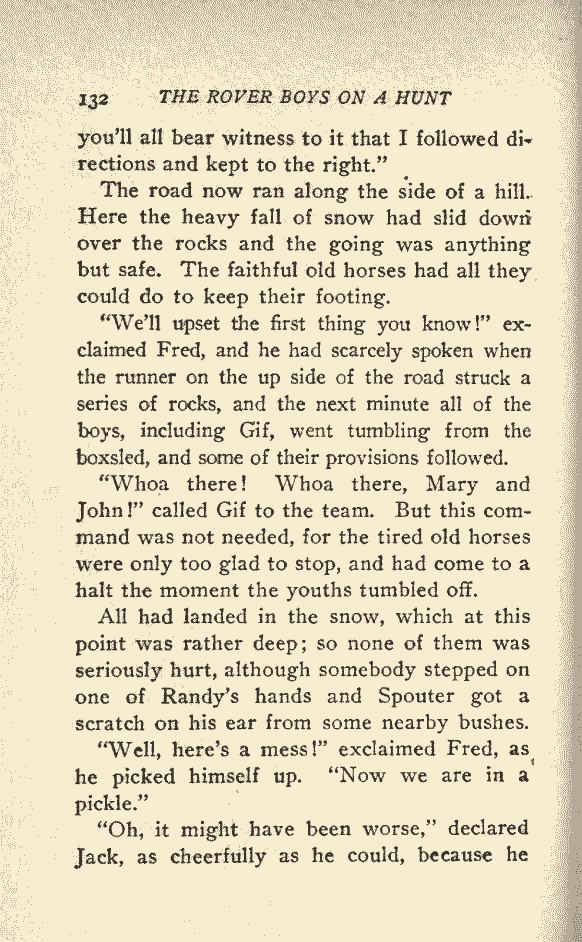 132 THE ROVER BOYS ON A HUNT
you'll all bear witness to it that I followed di-
rections and kept to the right."
The road now ran along the side of a hill.
Here the heavy fall of snow had slid down
over the rocks and the going was anything
but safe. The faithful old horses had all they
could do to keep their footing.
"We'll upset the first thing you know!" ex-
claimed Fred, and he had scarcely spoken when
the runner on the up side of the road struck a
series of rocks, and the next minute all of the
boys, including Gif, went tumbling from the
boxsled, and some of their provisions followed.
"Whoa there! Whoa there, Mary and
John!" called Gif to the team. But this com-
mand was not needed, for the tired old horses
were only too glad to stop, and had come to a
halt the moment the youths tumbled off.
All had landed in the snow, which at this
point was rather deep; so none of them was
seriously hurt, although somebody stepped on
one of Randy's hands and Spouter got a
scratch on his ear from some nearby bushes.
"Well, here's a mess!" exclaimed Fred, as
he picked himself up. "Now we are in a
pickle."
"Oh, it might have been worse," declared
Jack, as cheerfully as he could, because he